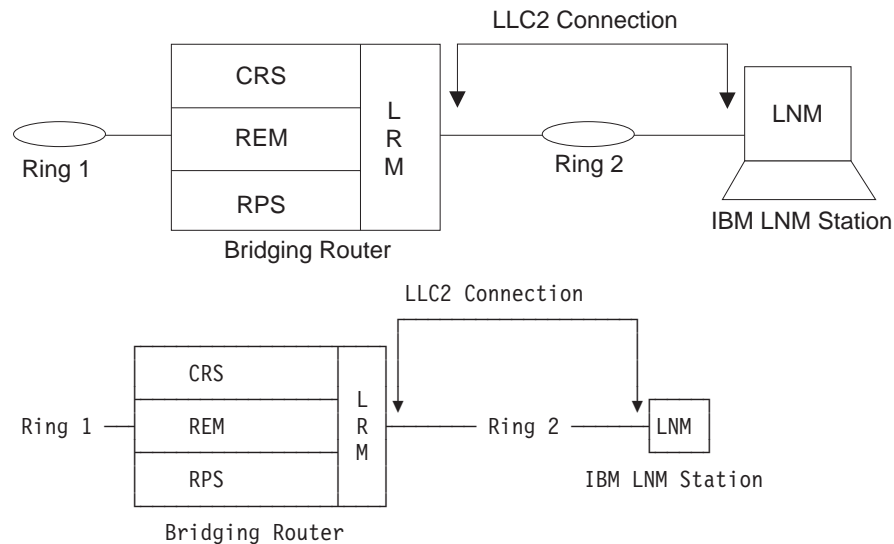 LLC2 Connection
CRS
L
R
M
LNM
REM
Ring 1
Ring 2
RPS
IBM LNM Station
Bridging Router
LLC2 Connection
CRS
L
R
M
Ring 1
REM
Ring 2
LNM
RPS
IBM LNM Station
Bridging Router